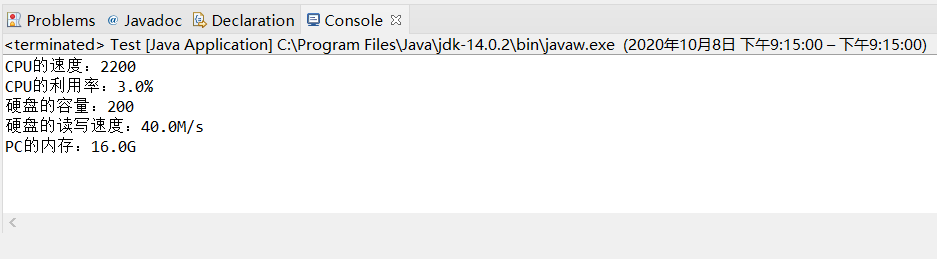 Problems @ Javadoc Declaration Console
<terminated> Test [Java Application] C:\Program Files\Java\jdk-14.0.2\bin\javaw.exe (2020年10月8日 下午9:15:00 – 下午9:15:00)
CPU的速度：2200
CPU的利用率：3.0%
硬盘的容量：200
硬盘的读写速度：40.0M/s
PC的内存：16.0G